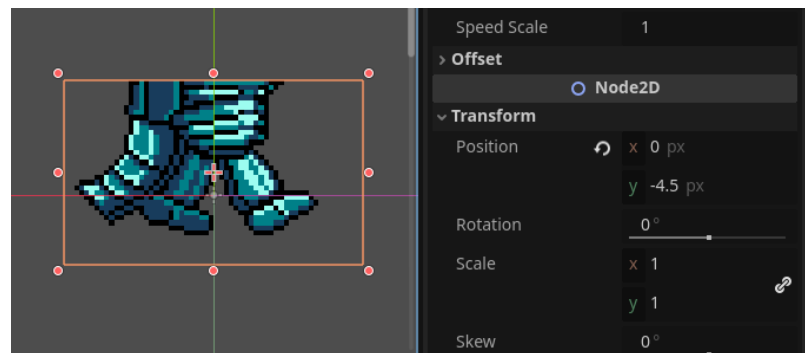 Speed Scale 1
Offset
Node2D
Transform
Position x 0 px
y -4.5 px
Rotation 0 °
Scale x 1
y 1
Skew 0 °